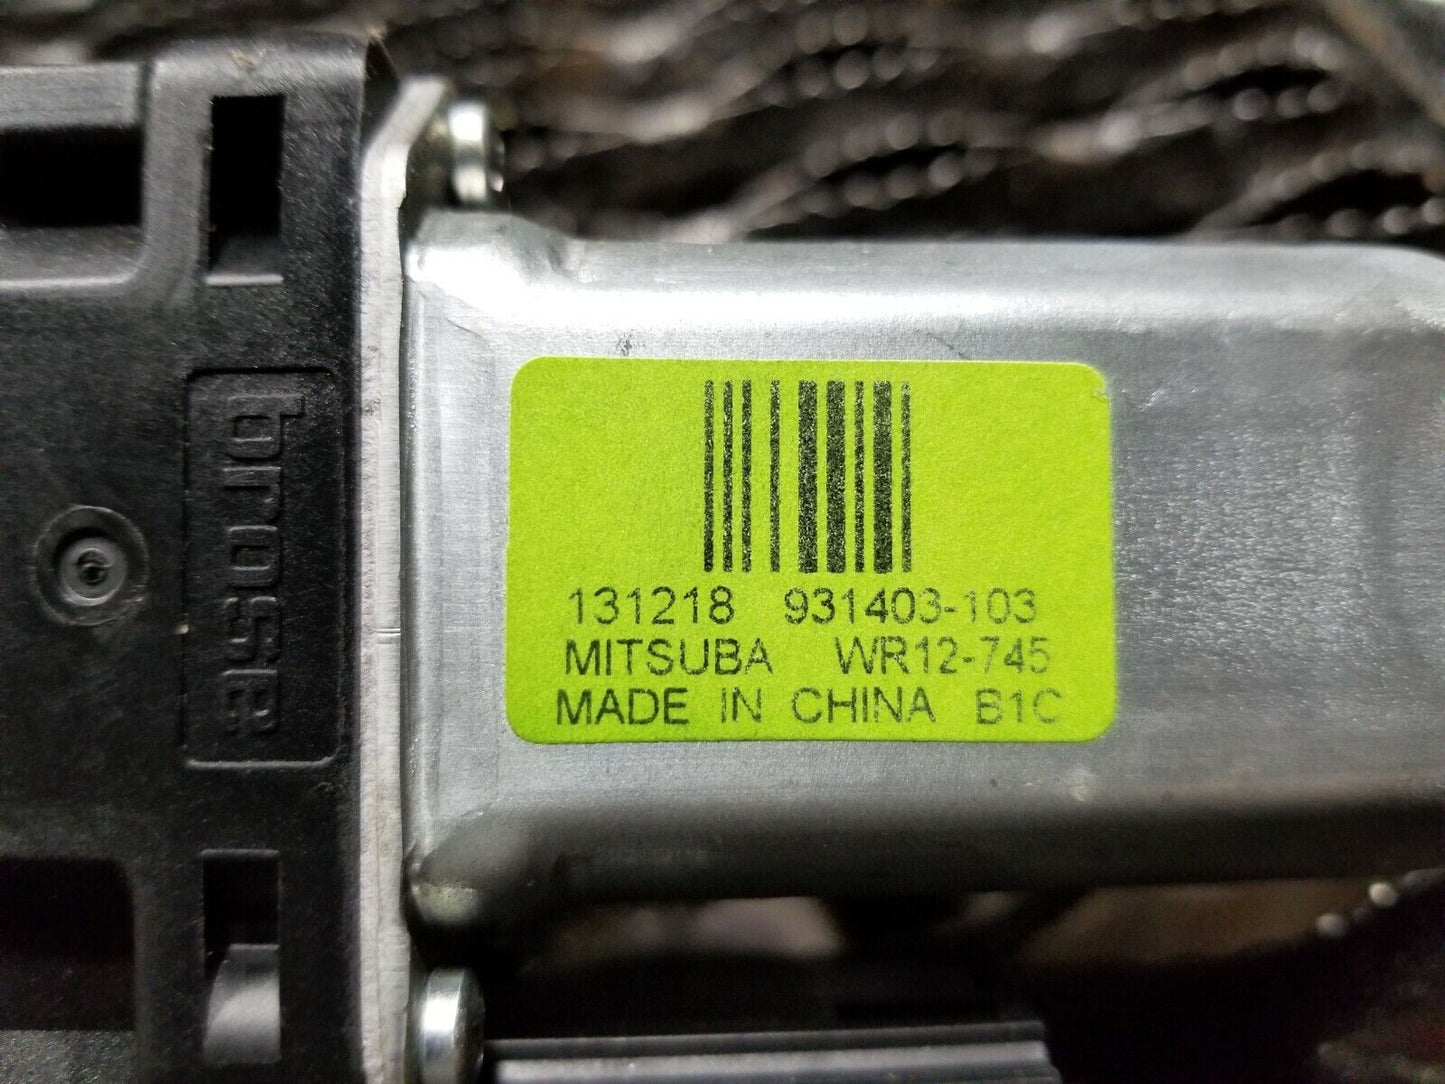 brose
131218 931403-103
MITSUBA WR12-745
MADE IN CHINA B1C